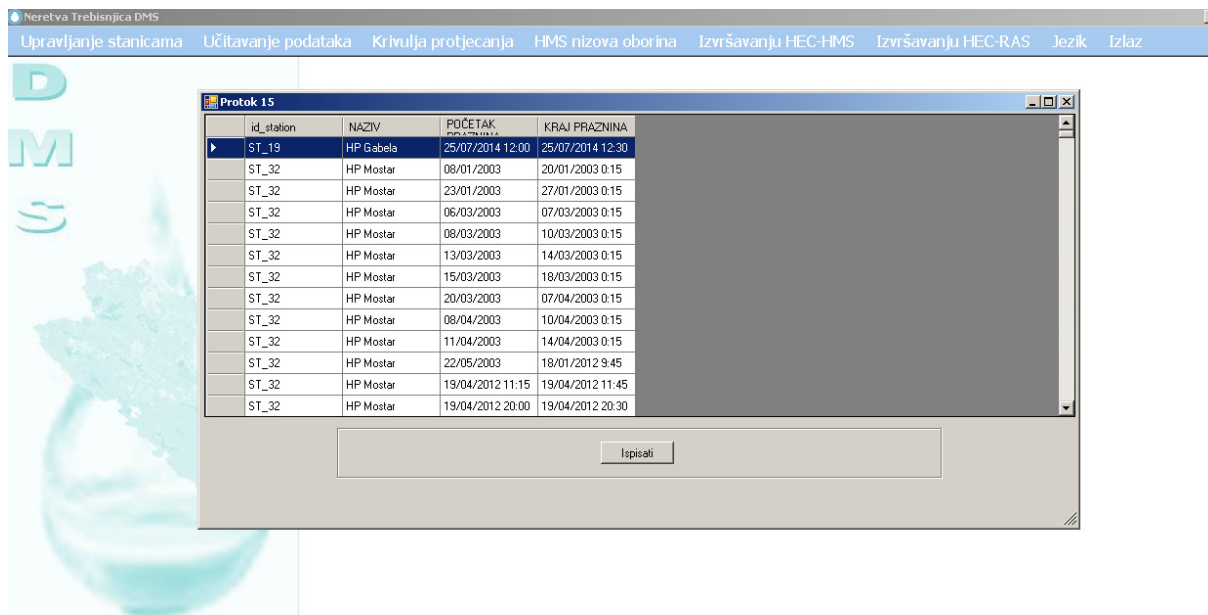 Neretva Trebisnjica DMS
Upravljanje stanicama Učitavanje podataka Krivulja protjecanja HMS nizova oborina Izvršavanju HEC-HMS Izvršavanju HEC-RAS Jezik Izlaz
D
M
S
Protok 15
id_station NAZIV POČETAK KRAJ PRAZNINA
ST_19 HP Gabela 25/07/2014 12:00 25/07/2014 12:30
ST_32 HP Mostar 08/01/2003 20/01/2003 0:15
ST_32 HP Mostar 23/01/2003 27/01/2003 0:15
ST_32 HP Mostar 06/03/2003 07/03/2003 0:15
ST_32 HP Mostar 08/03/2003 10/03/2003 0:15
ST_32 HP Mostar 13/03/2003 14/03/2003 0:15
ST_32 HP Mostar 15/03/2003 18/03/2003 0:15
ST_32 HP Mostar 20/03/2003 07/04/2003 0:15
ST_32 HP Mostar 08/04/2003 10/04/2003 0:15
ST_32 HP Mostar 11/04/2003 14/04/2003 0:15
ST_32 HP Mostar 22/05/2003 18/01/2012 9:45
ST_32 HP Mostar 19/04/2012 11:15 19/04/2012 11:45
ST_32 HP Mostar 19/04/2012 20:00 19/04/2012 20:30
Ispisati